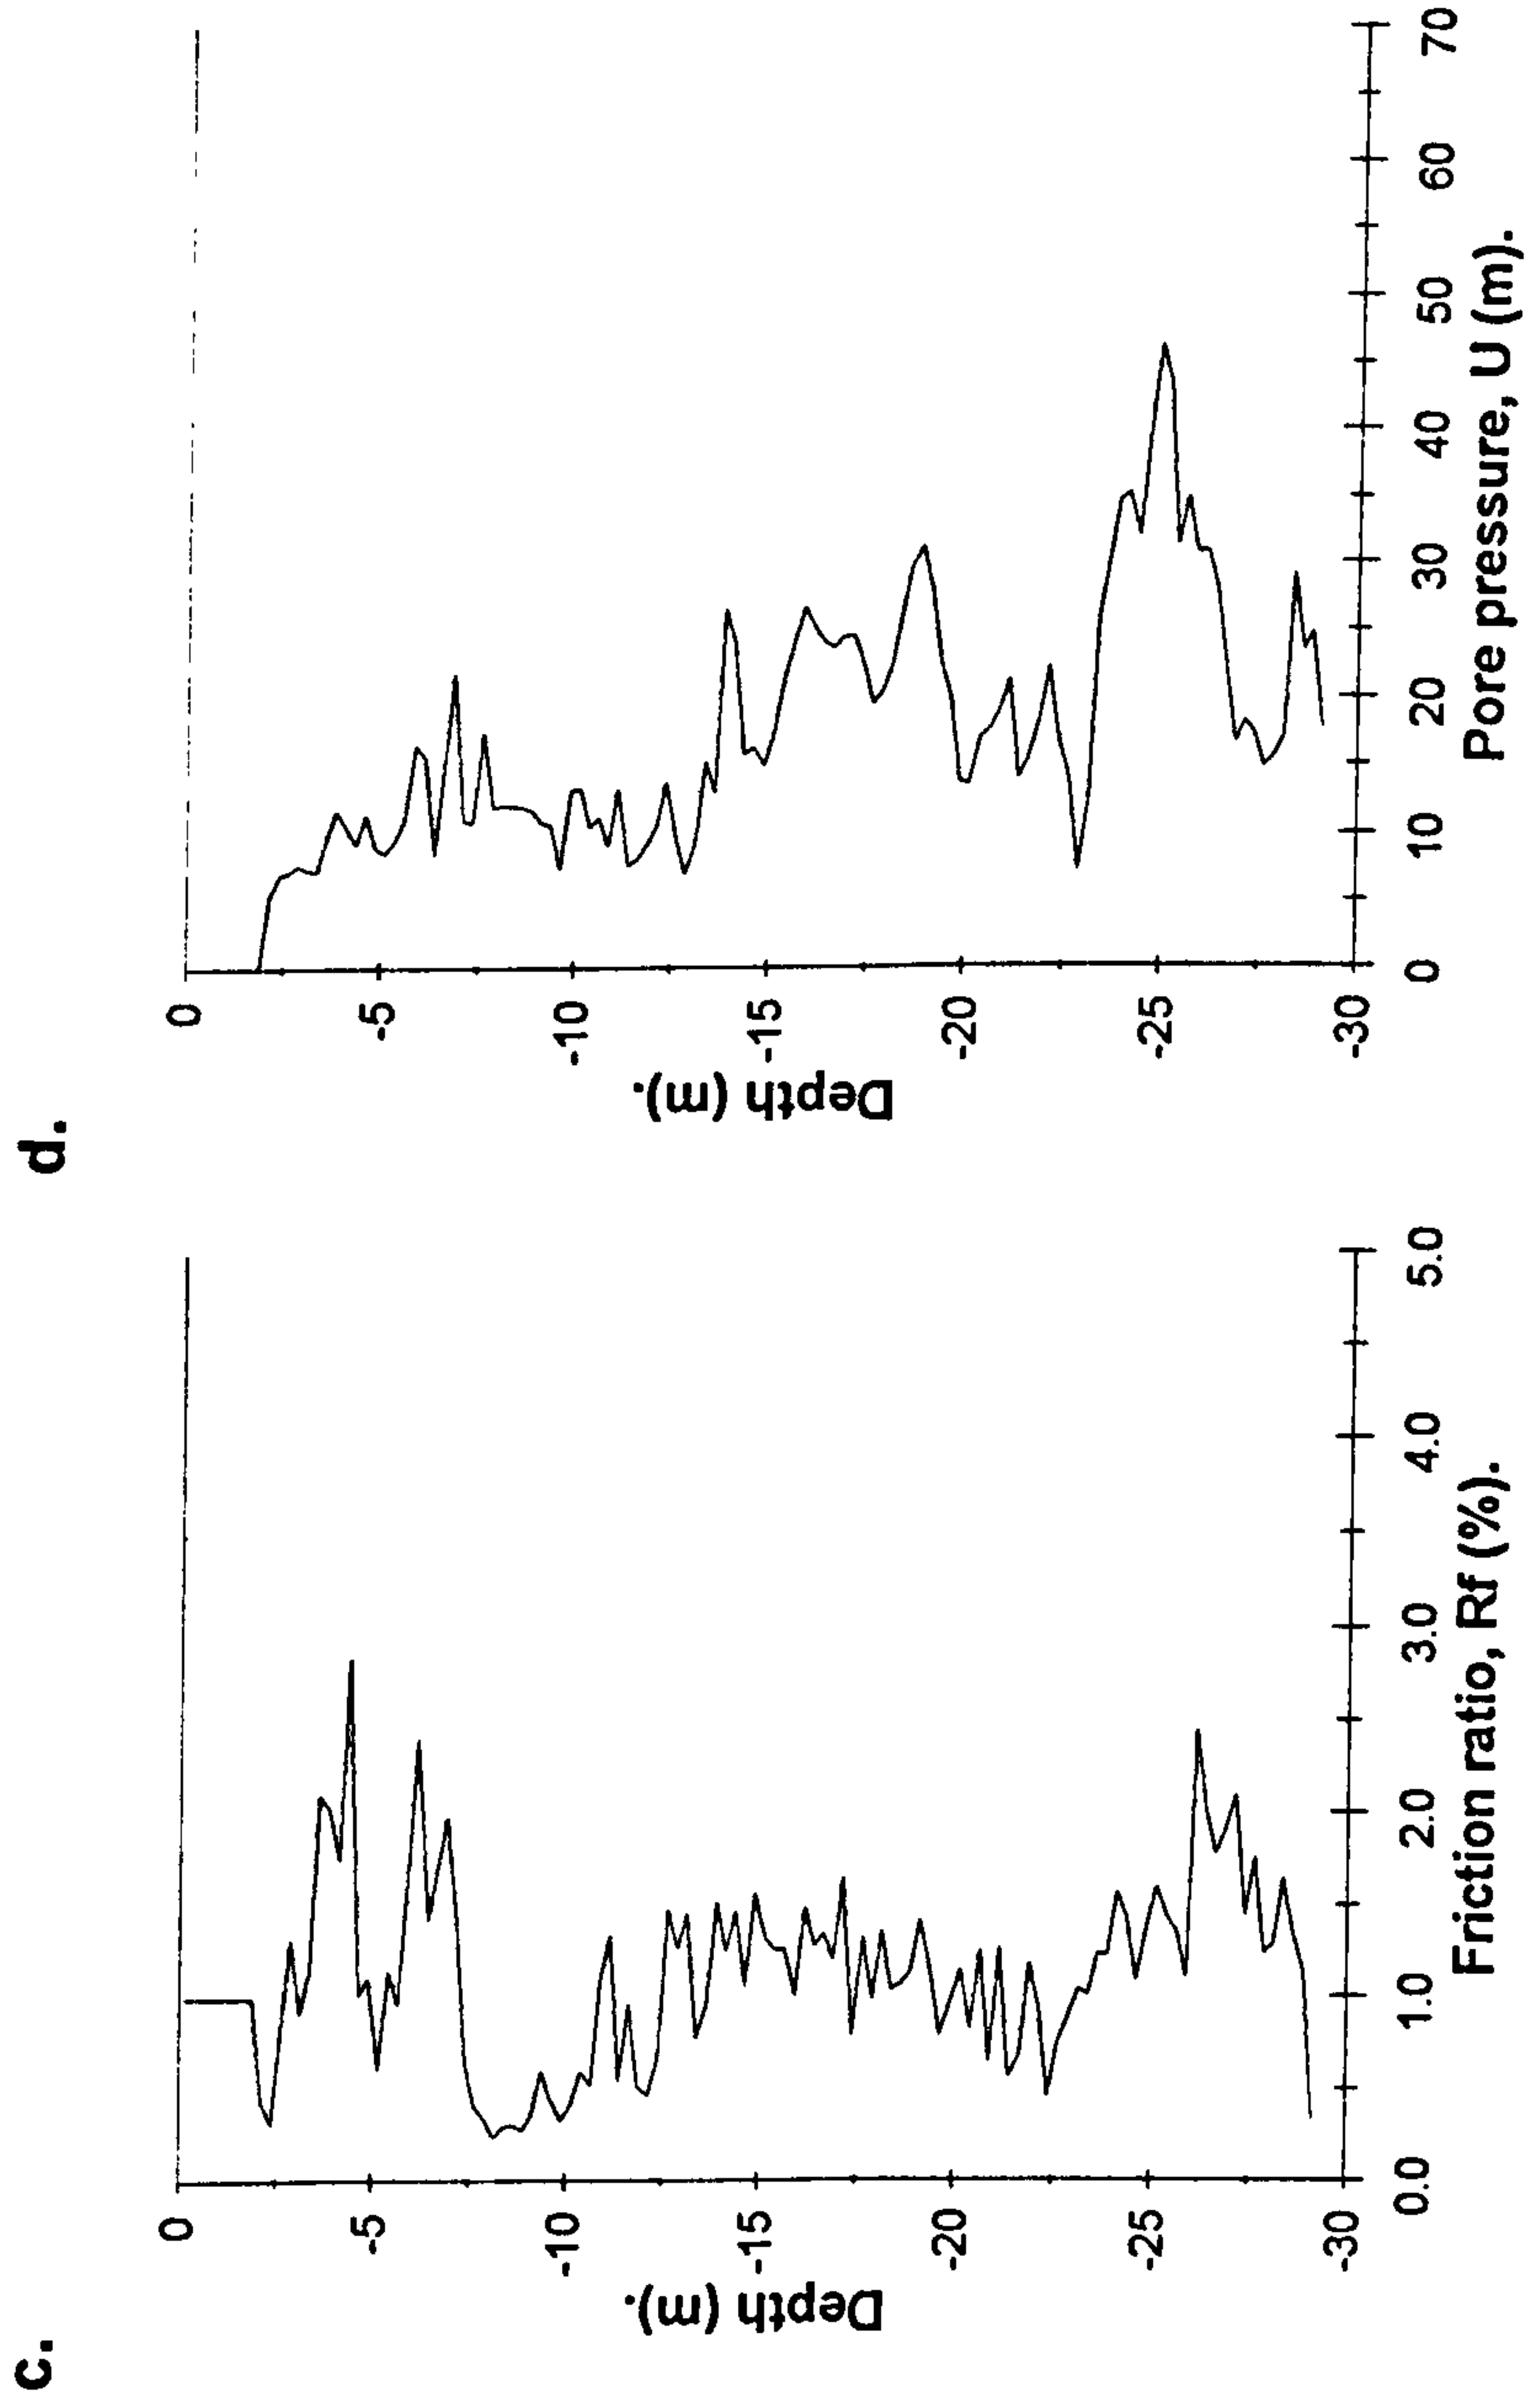 c.
Depth (m).
0
-5
-10
-15
-20
-25
-30
0.0 1.0 2.0 3.0 4.0 5.0
Friction ratio, Rf (%).
d.
Depth (m).
0
-5
-10
-15
-20
-25
-30
0 10 20 30 40 50 60 70
Pore pressure, U (m).